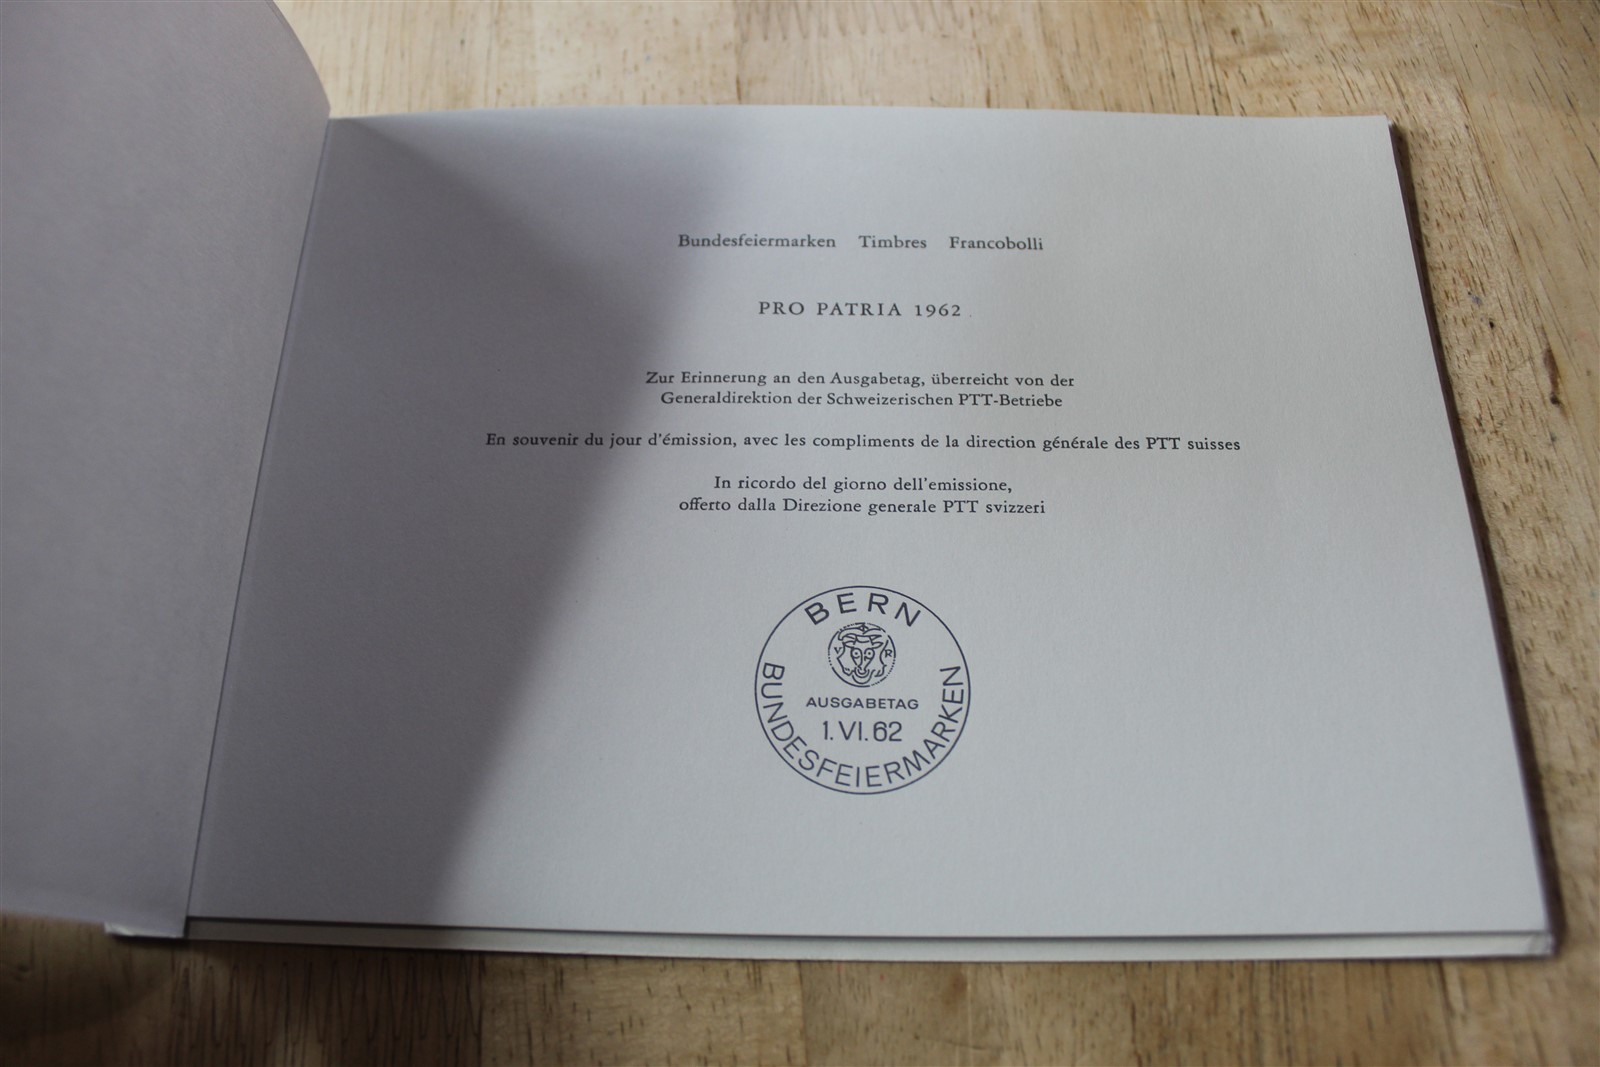 Bundesfeiermarken Timbres Francobolli
PRO PATRIA 1962
Zur Erinnerung an den Ausgabetag, überreicht von der
Generaldirektion der Schweizerischen PTT-Betriebe
En souvenir du jour d'émission, avec les compliments de la direction générale des PTT suisses
In ricordo del giorno dell'emissione,
offerto dalla Direzione generale PTT svizzeri
BERN
V R
AUSGABETAG
1. VI. 62
BUNDESFEIERMARKEN